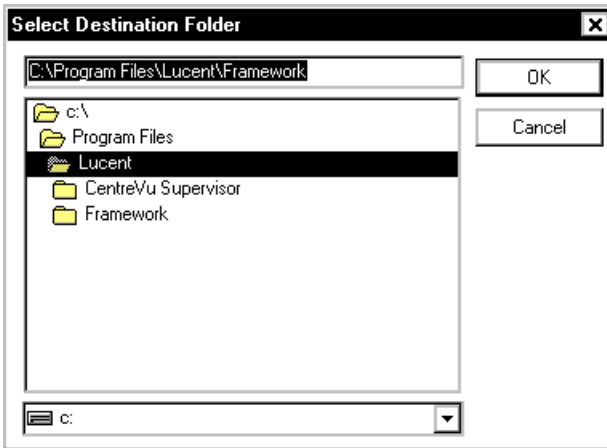 Select Destination Folder
C:\Program Files\Lucent\Framework
OK
c:\
Cancel
Program Files
Lucent
CentreVu Supervisor
Framework
c: